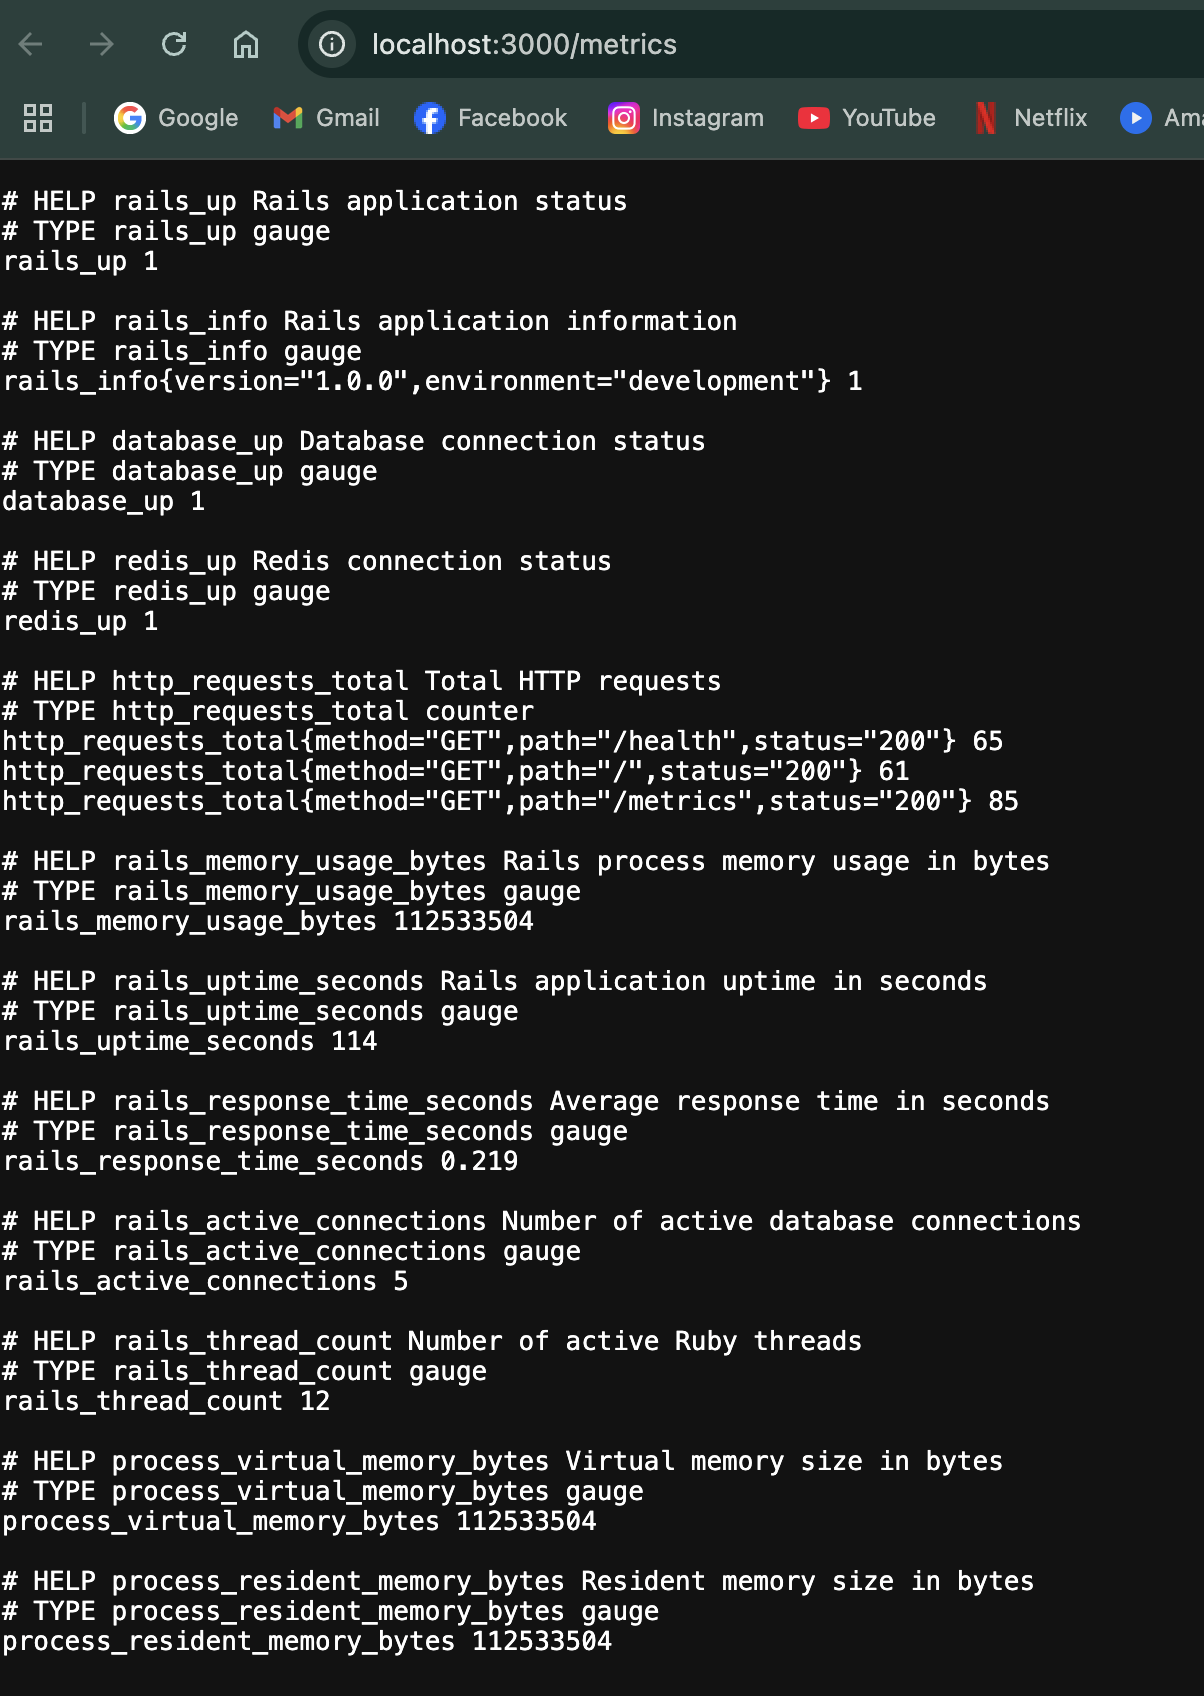 localhost:3000/metrics
Google Gmail Facebook Instagram YouTube Netflix
# HELP rails_up Rails application status
# TYPE rails_up gauge
rails_up 1
# HELP rails_info Rails application information
# TYPE rails_info gauge
rails_info{version="1.0.0",environment="development"} 1
# HELP database_up Database connection status
# TYPE database_up gauge
database_up 1
# HELP redis_up Redis connection status
# TYPE redis_up gauge
redis_up 1
# HELP http_requests_total Total HTTP requests
# TYPE http_requests_total counter
http_requests_total{method="GET",path="/health",status="200"} 65
http_requests_total{method="GET",path="/",status="200"} 61
http_requests_total{method="GET",path="/metrics",status="200"} 85
# HELP rails_memory_usage_bytes Rails process memory usage in bytes
# TYPE rails_memory_usage_bytes gauge
rails_memory_usage_bytes 112533504
# HELP rails_uptime_seconds Rails application uptime in seconds
# TYPE rails_uptime_seconds gauge
rails_uptime_seconds 114
# HELP rails_response_time_seconds Average response time in seconds
# TYPE rails_response_time_seconds gauge
rails_response_time_seconds 0.219
# HELP rails_active_connections Number of active database connections
# TYPE rails_active_connections gauge
rails_active_connections 5
# HELP rails_thread_count Number of active Ruby threads
# TYPE rails_thread_count gauge
rails_thread_count 12
# HELP process_virtual_memory_bytes Virtual memory size in bytes
# TYPE process_virtual_memory_bytes gauge
process_virtual_memory_bytes 112533504
# HELP process_resident_memory_bytes Resident memory size in bytes
# TYPE process_resident_memory_bytes gauge
process_resident_memory_bytes 112533504